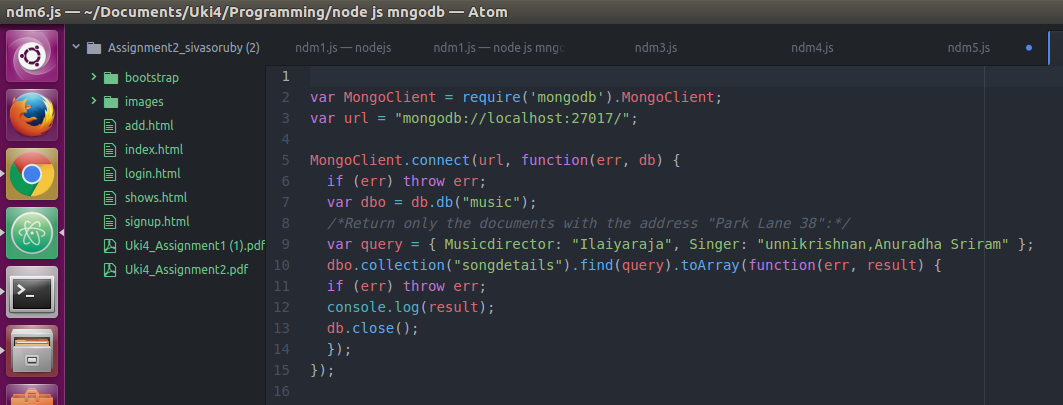 ndm6.js — ~/Documents/Uki4/Programming/node js mngodb — Atom
Assignment2_sivasoruby (2)
bootstrap
images
add.html
index.html
login.html
shows.html
signup.html
Uki4_Assignment1 (1).pdf
Uki4_Assignment2.pdf
ndm1.js — nodejs
ndm1.js — node js mngo
ndm3.js
ndm4.js
ndm5.js
1
2 var MongoClient = require('mongodb').MongoClient;
3 var url = "mongodb://localhost:27017/";
4
5 MongoClient.connect(url, function(err, db) {
6 if (err) throw err;
7 var dbo = db.db("music");
8 /*Return only the documents with the address "Park Lane 38":*/
9 var query = { Musicdirector: "Ilaiyaraja", Singer: "unnikrishnan,Anuradha Sriram" };
10 dbo.collection("songdetails").find(query).toArray(function(err, result) {
11 if (err) throw err;
12 console.log(result);
13 db.close();
14 });
15 });
16